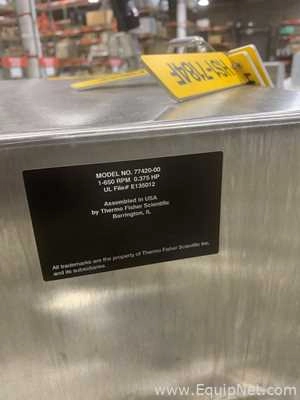 HSI-7184F
MODEL NO. 77420-00
1-650 RPM 0.375 HP
UL File# E135012
Assembled in USA
by Thermo Fisher Scientific
Barrington, IL
All trademarks are the property of Thermo Fisher Scientific Inc.
and its subsidiaries.
www.EquipNet.com